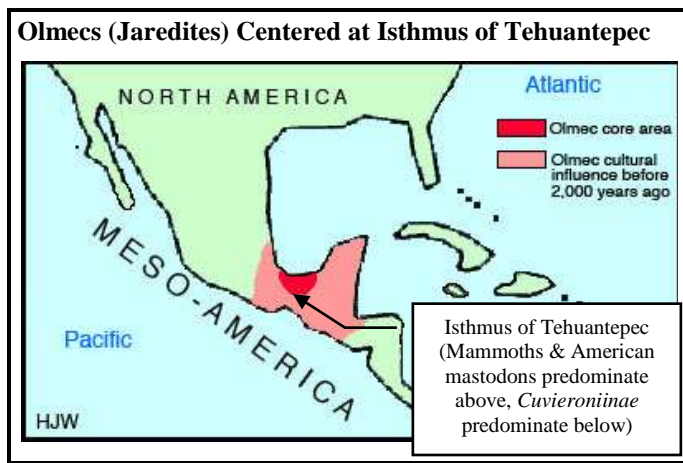 Olmecs (Jaredites) Centered at Isthmus of Tehuantepec
NORTH AMERICA
Atlantic
Olmec core area
Olmec cultural
influence before
2,000 years ago
MESO-AMERICA
Pacific
Isthmus of Tehuantepec
(Mammoths & American
mastodons predominate
above, Cuvieroniinae
predominate below)
HJW